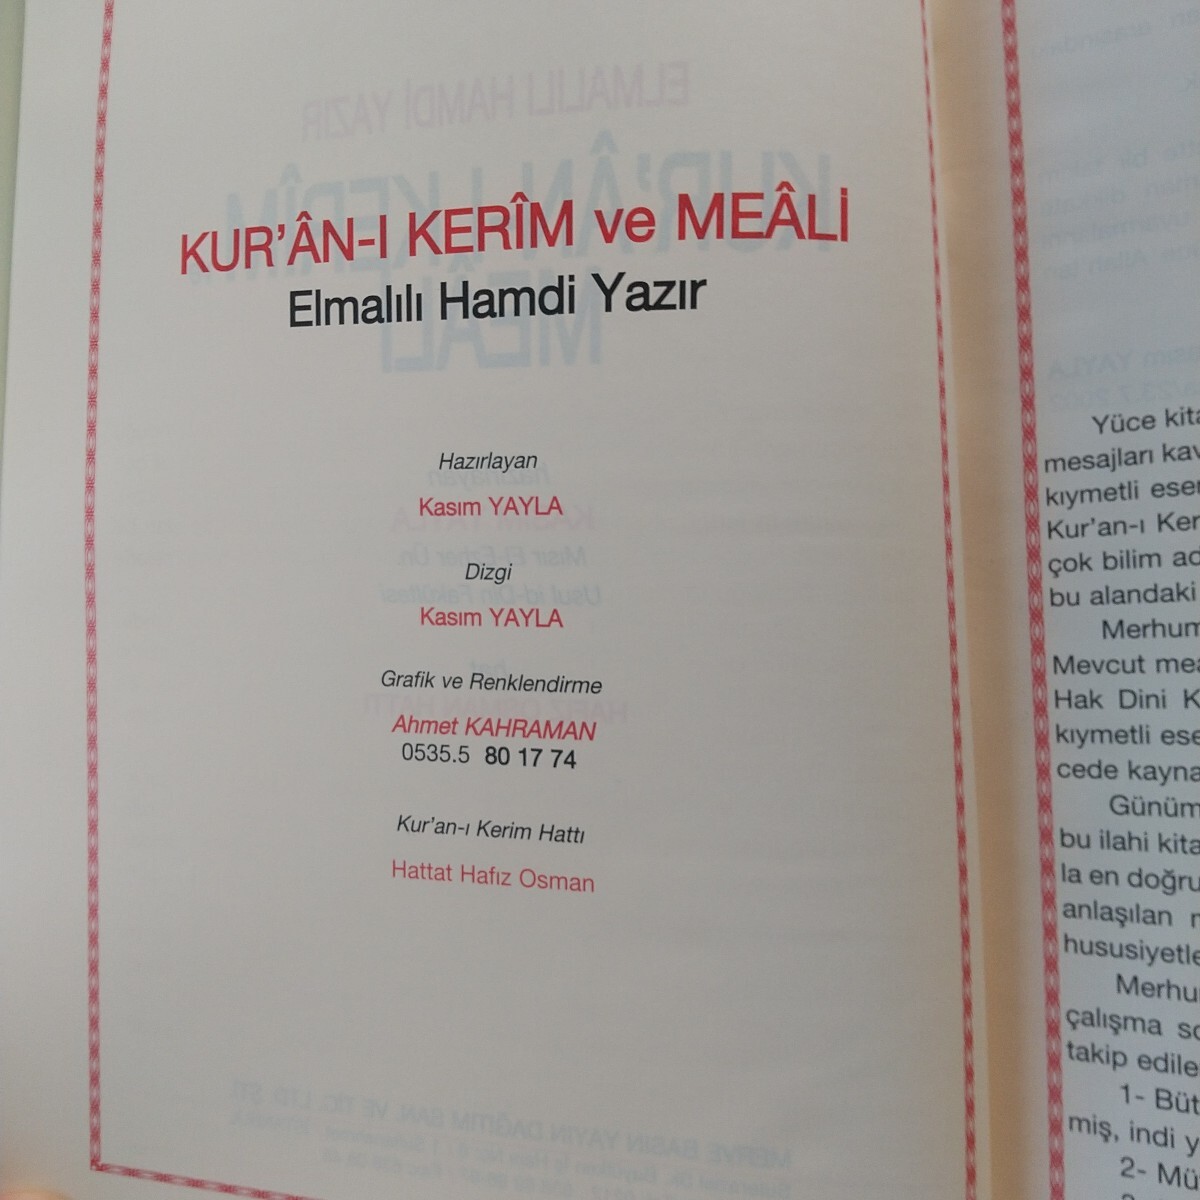 KUR'ÂN-I KERÎM ve MEÂLİ
Elmalılı Hamdi Yazır
Hazırlayan
Kasım YAYLA
Dizgi
Kasım YAYLA
Grafik ve Renklendirme
Ahmet KAHRAMAN
0535.5 80 17 74
Kur'an-ı Kerim Hattı
Hattat Hafız Osman
Yüce kita
mesajları kav
kıymetli eser
Kur'an-ı Ker
çok bilim ad
bu alandaki
Merhum
Mevcut mea
Hak Dini K
kıymetli ese
cede kayna
Günüm
bu ilahi kita
la en doğru
anlaşılan
hususiyetle
Merhu
çalışma so
takip edile
1- Büt
miş, indi y
2- Mü